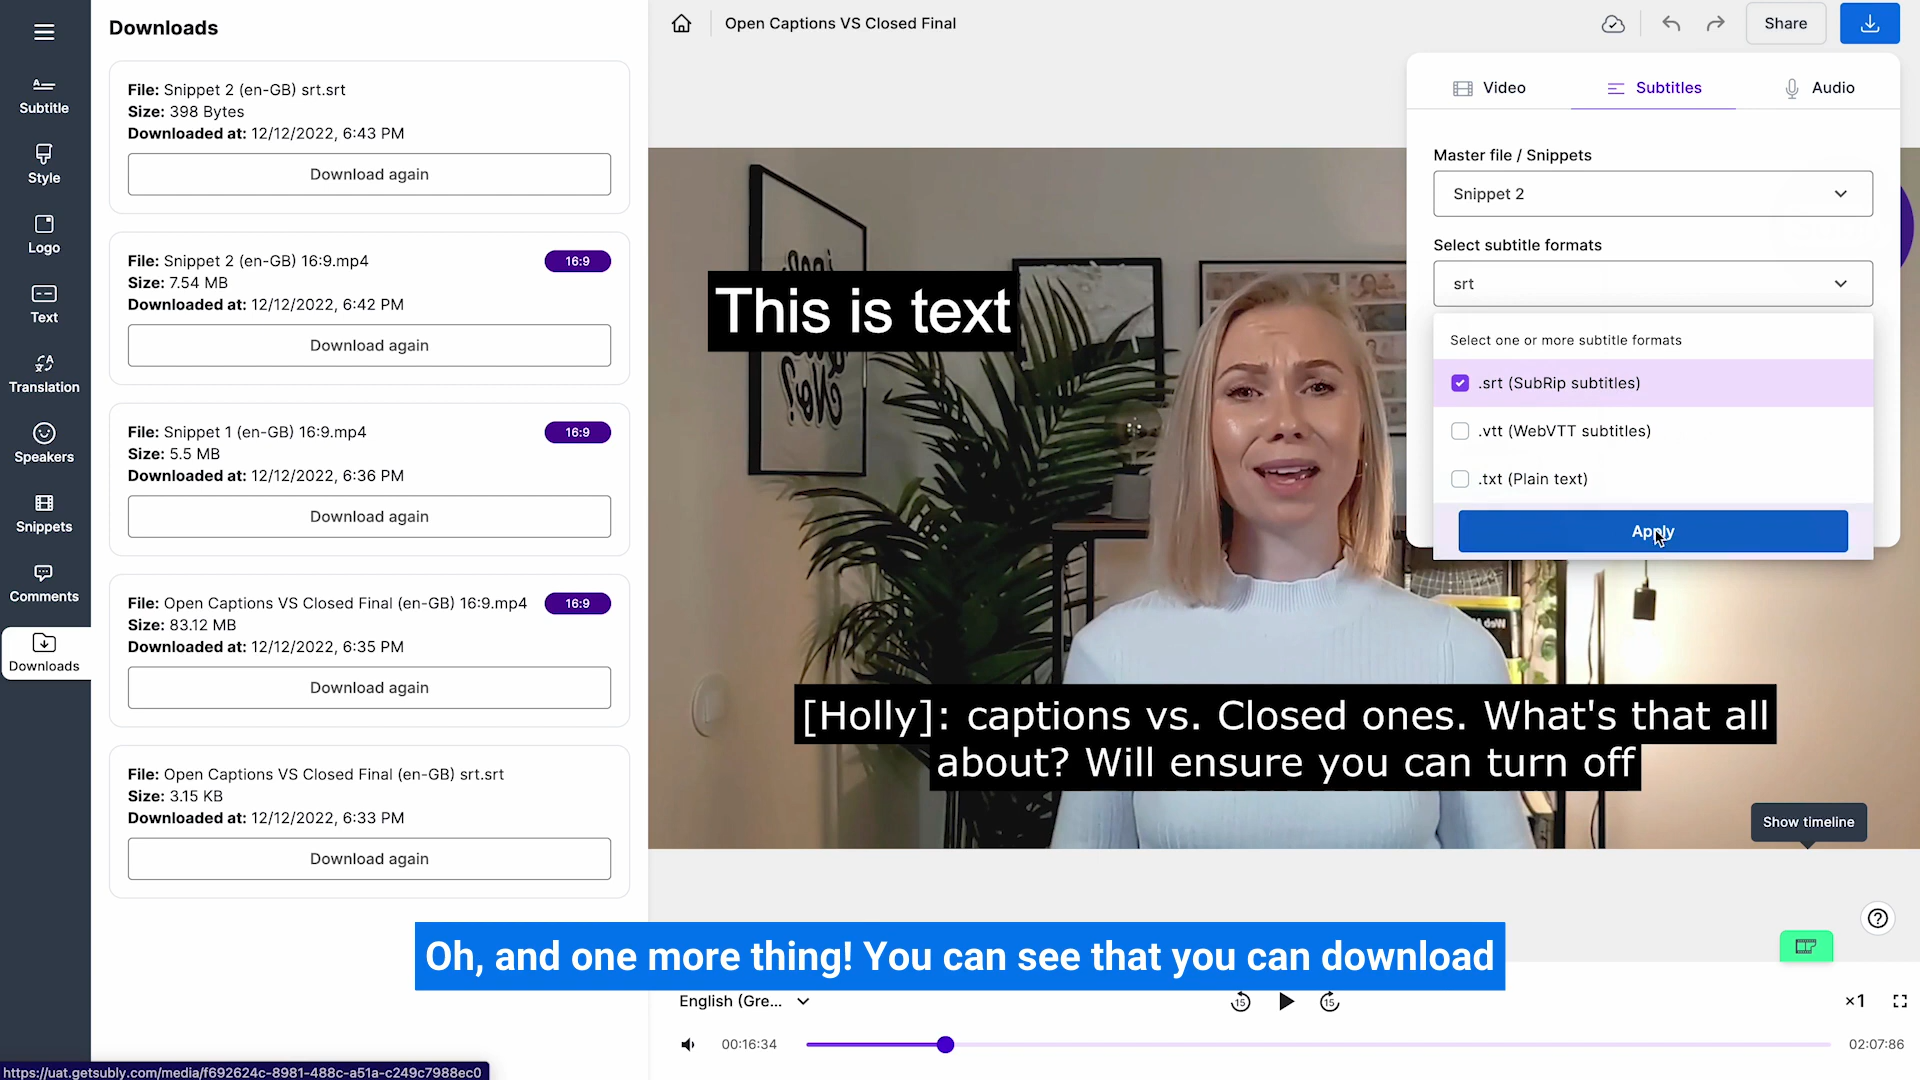 Subtitle
Style
Logo
Text
Translation
Speakers
Snippets
Comments
Downloads
Downloads
File: Snippet 2 (en-GB) srt.srt
Size: 398 Bytes
Downloaded at: 12/12/2022, 6:43 PM
Download again
File: Snippet 2 (en-GB) 16:9.mp4
16:9
Size: 7.54 MB
Downloaded at: 12/12/2022, 6:42 PM
Download again
File: Snippet 1 (en-GB) 16:9.mp4
16:9
Size: 5.5 MB
Downloaded at: 12/12/2022, 6:36 PM
Download again
File: Open Captions VS Closed Final (en-GB) 16:9.mp4
16:9
Size: 83.12 MB
Downloaded at: 12/12/2022, 6:35 PM
Download again
File: Open Captions VS Closed Final (en-GB) srt.srt
Size: 3.15 KB
Downloaded at: 12/12/2022, 6:33 PM
Download again
Open Captions VS Closed Final
Share
Video
Subtitles
Audio
Master file / Snippets
Snippet 2
Select subtitle formats
srt
Select one or more subtitle formats
.srt (SubRip subtitles)
.vtt (WebVTT subtitles)
.txt (Plain text)
Apply
This is text
[Holly]: captions vs. Closed ones. What's that all
about? Will ensure you can turn off
Show timeline
Oh, and one more thing! You can see that you can download
English (Gre...
15
15
×1
00:16:34
02:07:86
https://uat.getsubly.com/media/f692624c-8981-488c-a51a-c249c7988ec0